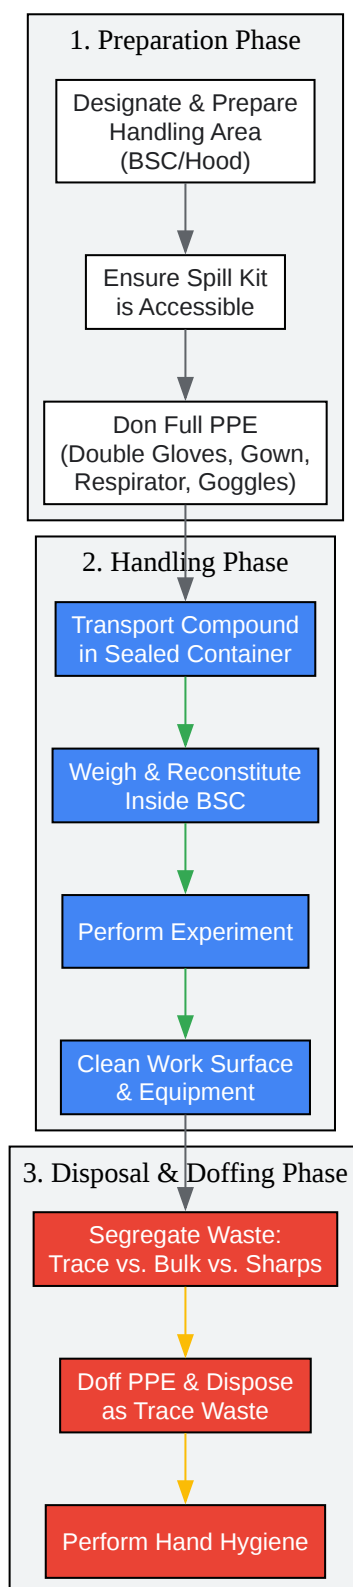 1. Preparation Phase
Designate & Prepare
Handling Area
(BSC/Hood)
Ensure Spill Kit
is Accessible
Don Full PPE
(Double Gloves, Gown,
Respirator, Goggles)
2. Handling Phase
Transport Compound
in Sealed Container
Weigh & Reconstitute
Inside BSC
Perform Experiment
Clean Work Surface
& Equipment
3. Disposal & Doffing Phase
Segregate Waste:
Trace vs. Bulk vs. Sharps
Doff PPE & Dispose
as Trace Waste
Perform Hand Hygiene